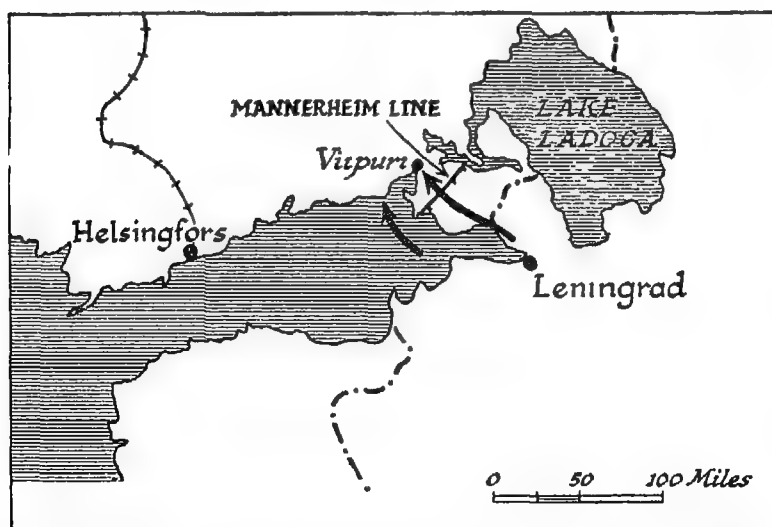 MANNERHEIM LINE
LAKE
LADOGA
Viipuri
Helsingfors
Leningrad
0 50 100 Miles